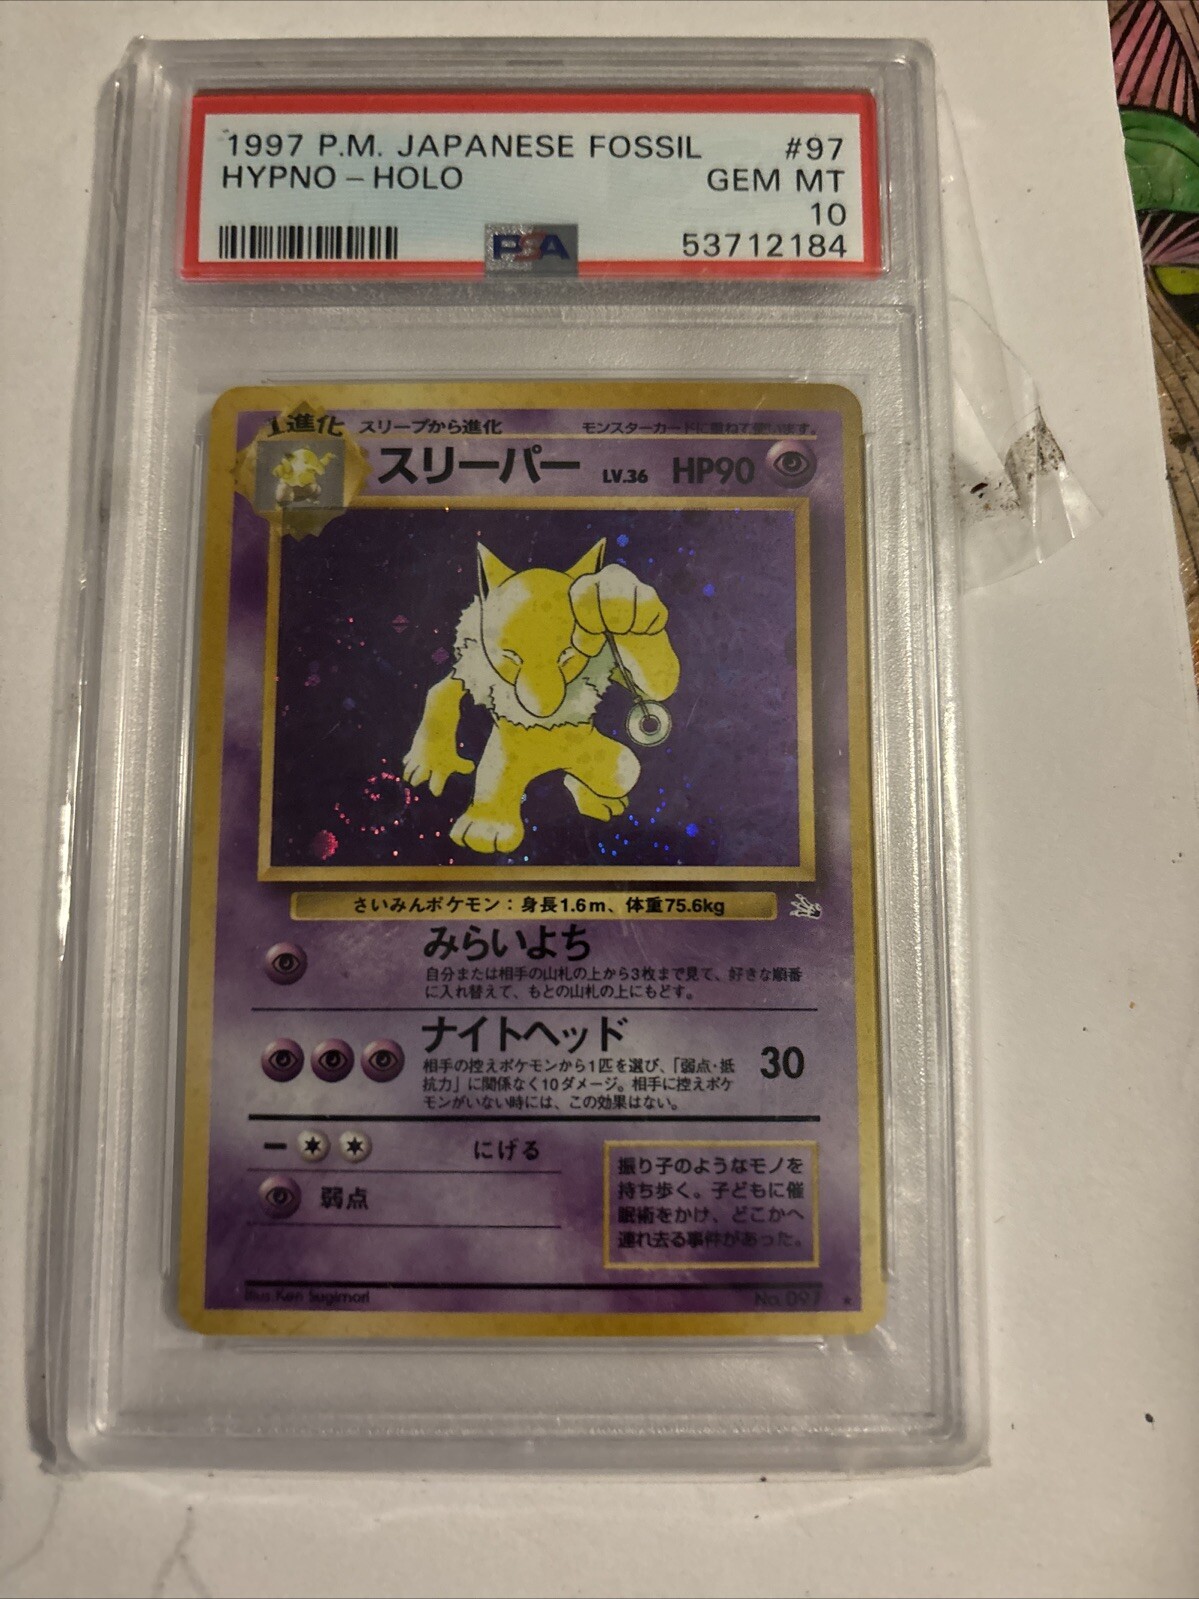 1997 P.M. JAPANESE FOSSIL #97
HYPNO – HOLO GEM MT
10
PSA 53712184
1進化 スリープから進化 モンスターカードに重ねて使います。
スリーパー LV.36 HP90
さいみんポケモン：身長1.6m、体重75.6kg
みらいよち
自分または相手の山札の上から3枚まで見て、好きな順番
に入れ替えて、もとの山札の上にもどす。
ナイトヘッド 30
相手の控えポケモンから1匹を選び、「弱点・抵
抗力」に関係なく10ダメージ。相手に控えポケ
モンがいない時には、この効果はない。
にげる
弱点
振り子のようなモノを
持ち歩く。子どもに催
眠術をかけ、どこかへ
連れ去る事件があった。
Illus. Ken Sugimori No. 097 ★